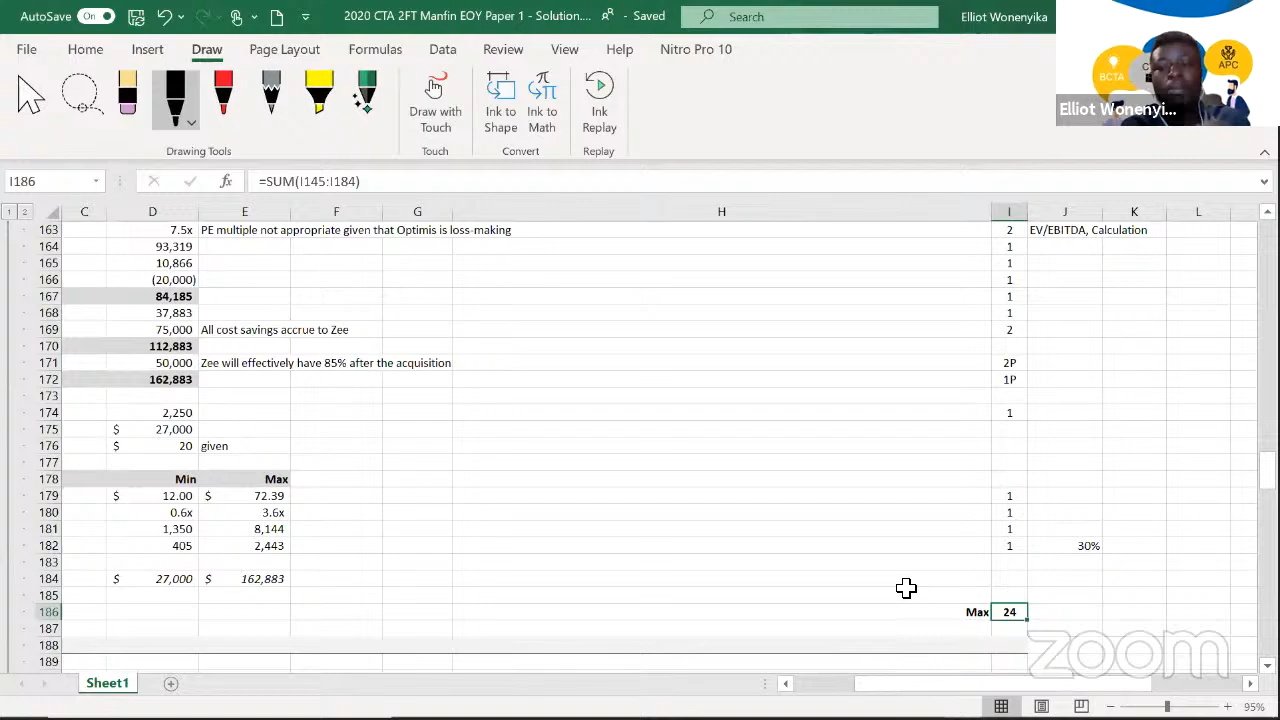 AutoSave On 2020 CTA 2FT Manfin EOY Paper 1 - Solution.... - Saved Search Elliot Wonenyika
File Home Insert Draw Page Layout Formulas Data Review View Help Nitro Pro 10
BCTA APC
Elliot Wonenyi...
Draw with Touch Ink to Shape Ink to Math Ink Replay
Drawing Tools Touch Convert Replay
I186 fx =SUM(I145:I184)
1 2 C D E F G H I J K L
163 7.5x PE multiple not appropriate given that Optimis is loss-making 2 EV/EBITDA, Calculation
164 93,319 1
165 10,866 1
166 (20,000) 1
167 84,185 1
168 37,883 1
169 75,000 All cost savings accrue to Zee 2
170 112,883
171 50,000 Zee will effectively have 85% after the acquisition 2P
172 162,883 1P
173
174 2,250 1
175 $ 27,000
176 $ 20 given
177
178 Min Max
179 $ 12.00 $ 72.39 1
180 0.6x 3.6x 1
181 1,350 8,144 1
182 405 2,443 1 30%
183
184 $ 27,000 $ 162,883
185
186 Max 24
187
188
189
zoom
Sheet1
95%